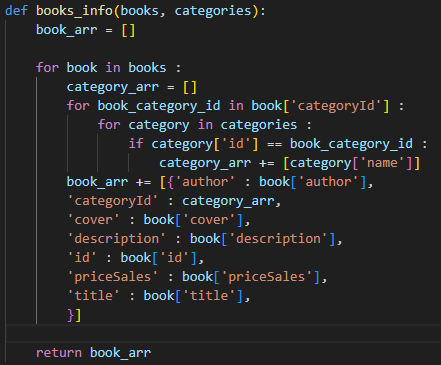 def books_info(books, categories):
    book_arr = []

    for book in books :
        category_arr = []
        for book_category_id in book['categoryId'] :
            for category in categories :
                if category['id'] == book_category_id :
                    category_arr += [category['name']]
        book_arr += [{'author' : book['author'],
        'categoryId' : category_arr,
        'cover' : book['cover'],
        'description' : book['description'],
        'id' : book['id'],
        'priceSales' : book['priceSales'],
        'title' : book['title'],
        }]

    return book_arr